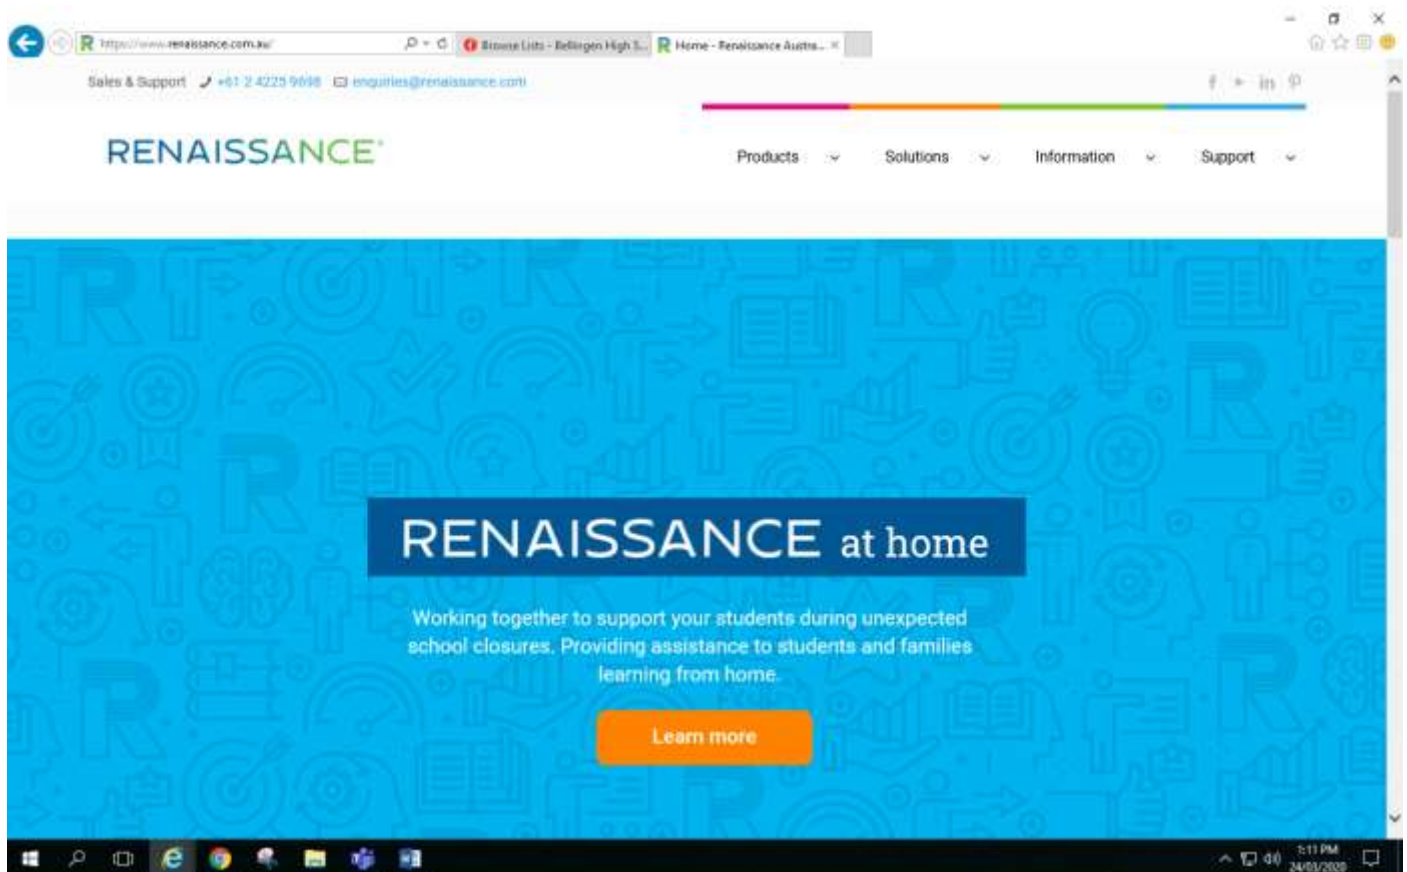 https://www.renaissance.com.au/
Browse Lists - Bellingen High S...
Home - Renaissance Austra...
Sales & Support +61 2 4225 9698 enquiries@renaissance.com
RENAISSANCE
Products Solutions Information Support
RENAISSANCE at home
Working together to support your students during unexpected
school closures. Providing assistance to students and families
learning from home.
Learn more
1:11 PM
24/03/2020